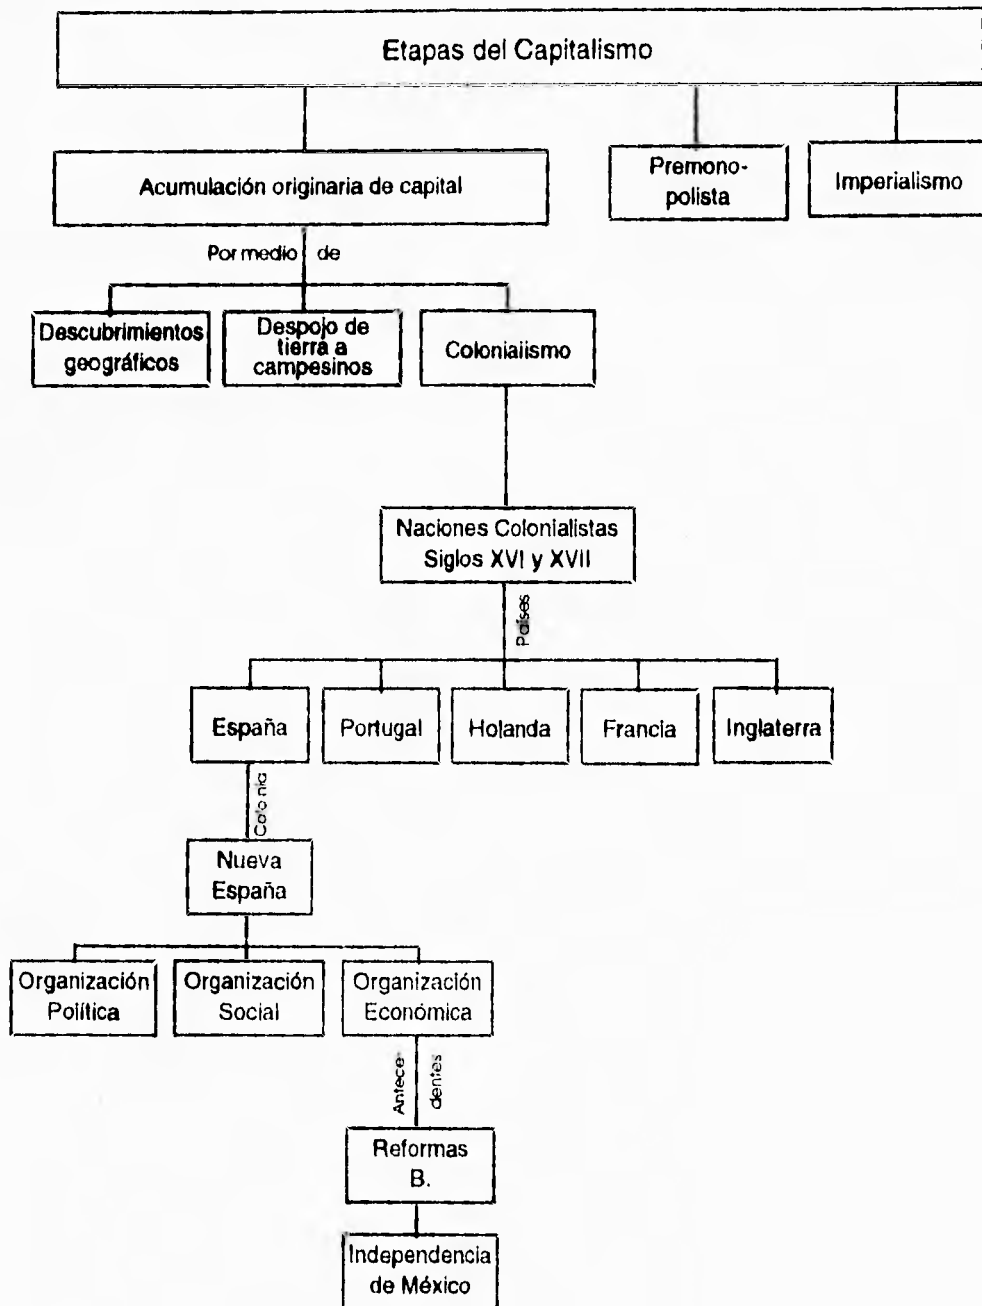 Etapas del Capitalismo
Acumulación originaria de capital
Premono-
polista
Imperialismo
Por medio de
Descubrimientos
geográficos
Despojo de
tierra a
campesinos
Colonialismo
Naciones Colonialistas
Siglos XVI y XVII
Países
España
Portugal
Holanda
Francia
Inglaterra
Colonia
Nueva
España
Organización
Política
Organización
Social
Organización
Económica
Antece-
dentes
Reformas
B.
Independencia
de México